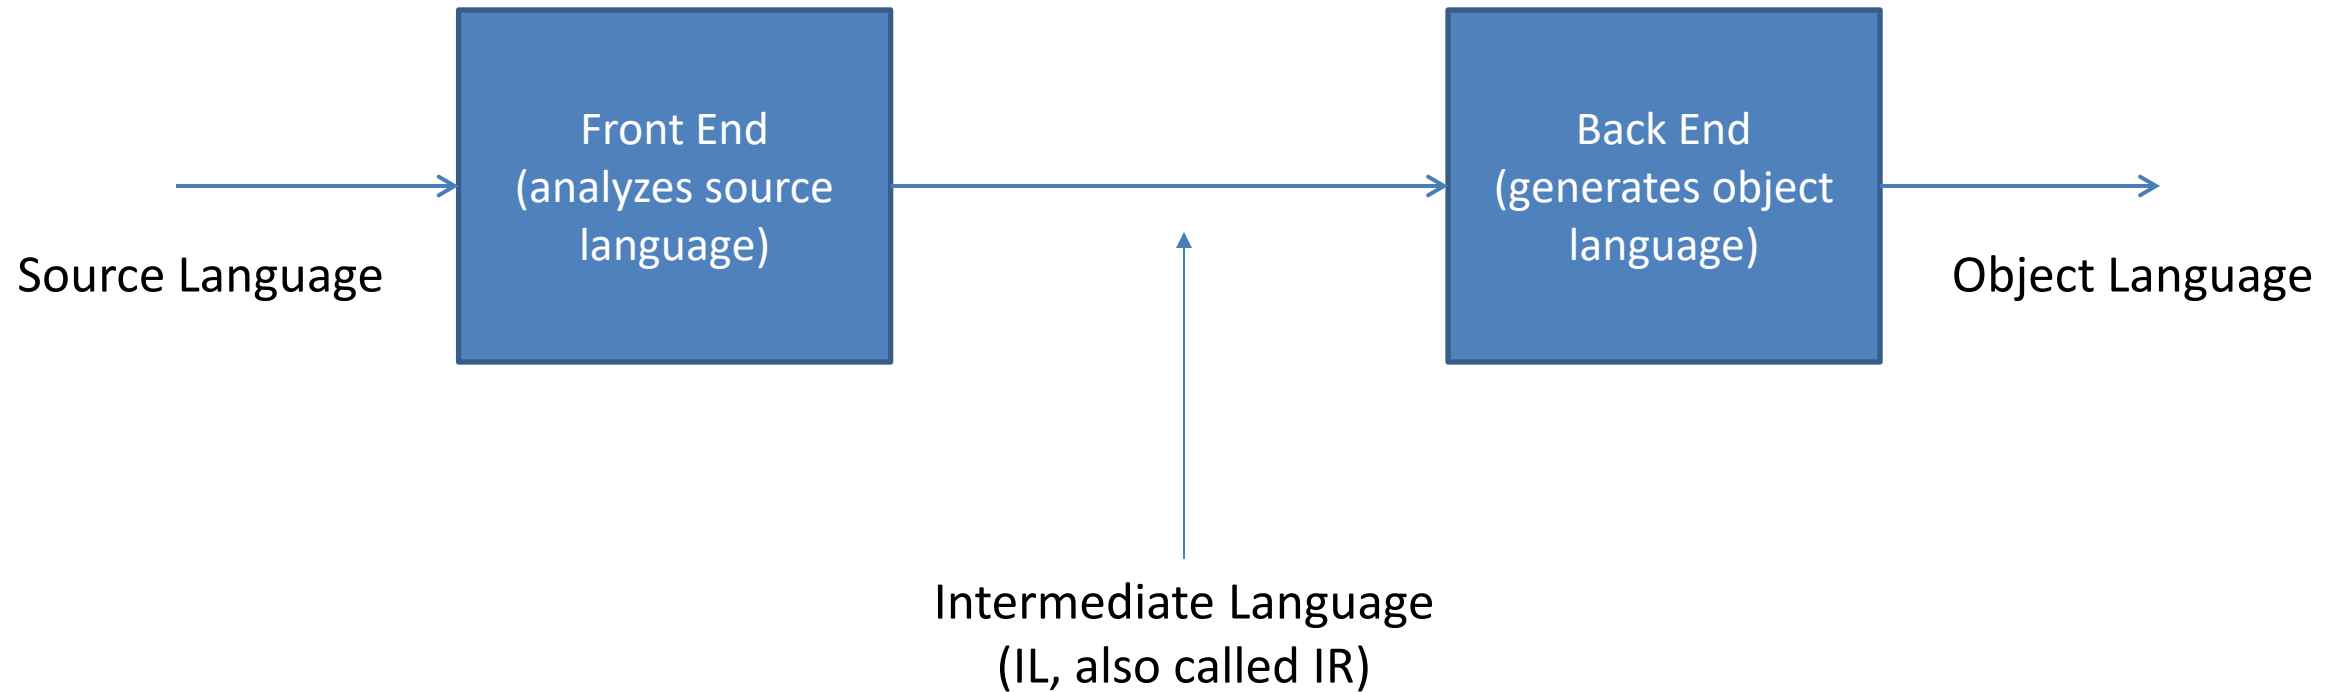 Front End
(analyzes source
language)
Back End
(generates object
language)
Source Language
Object Language
Intermediate Language
(IL, also called IR)